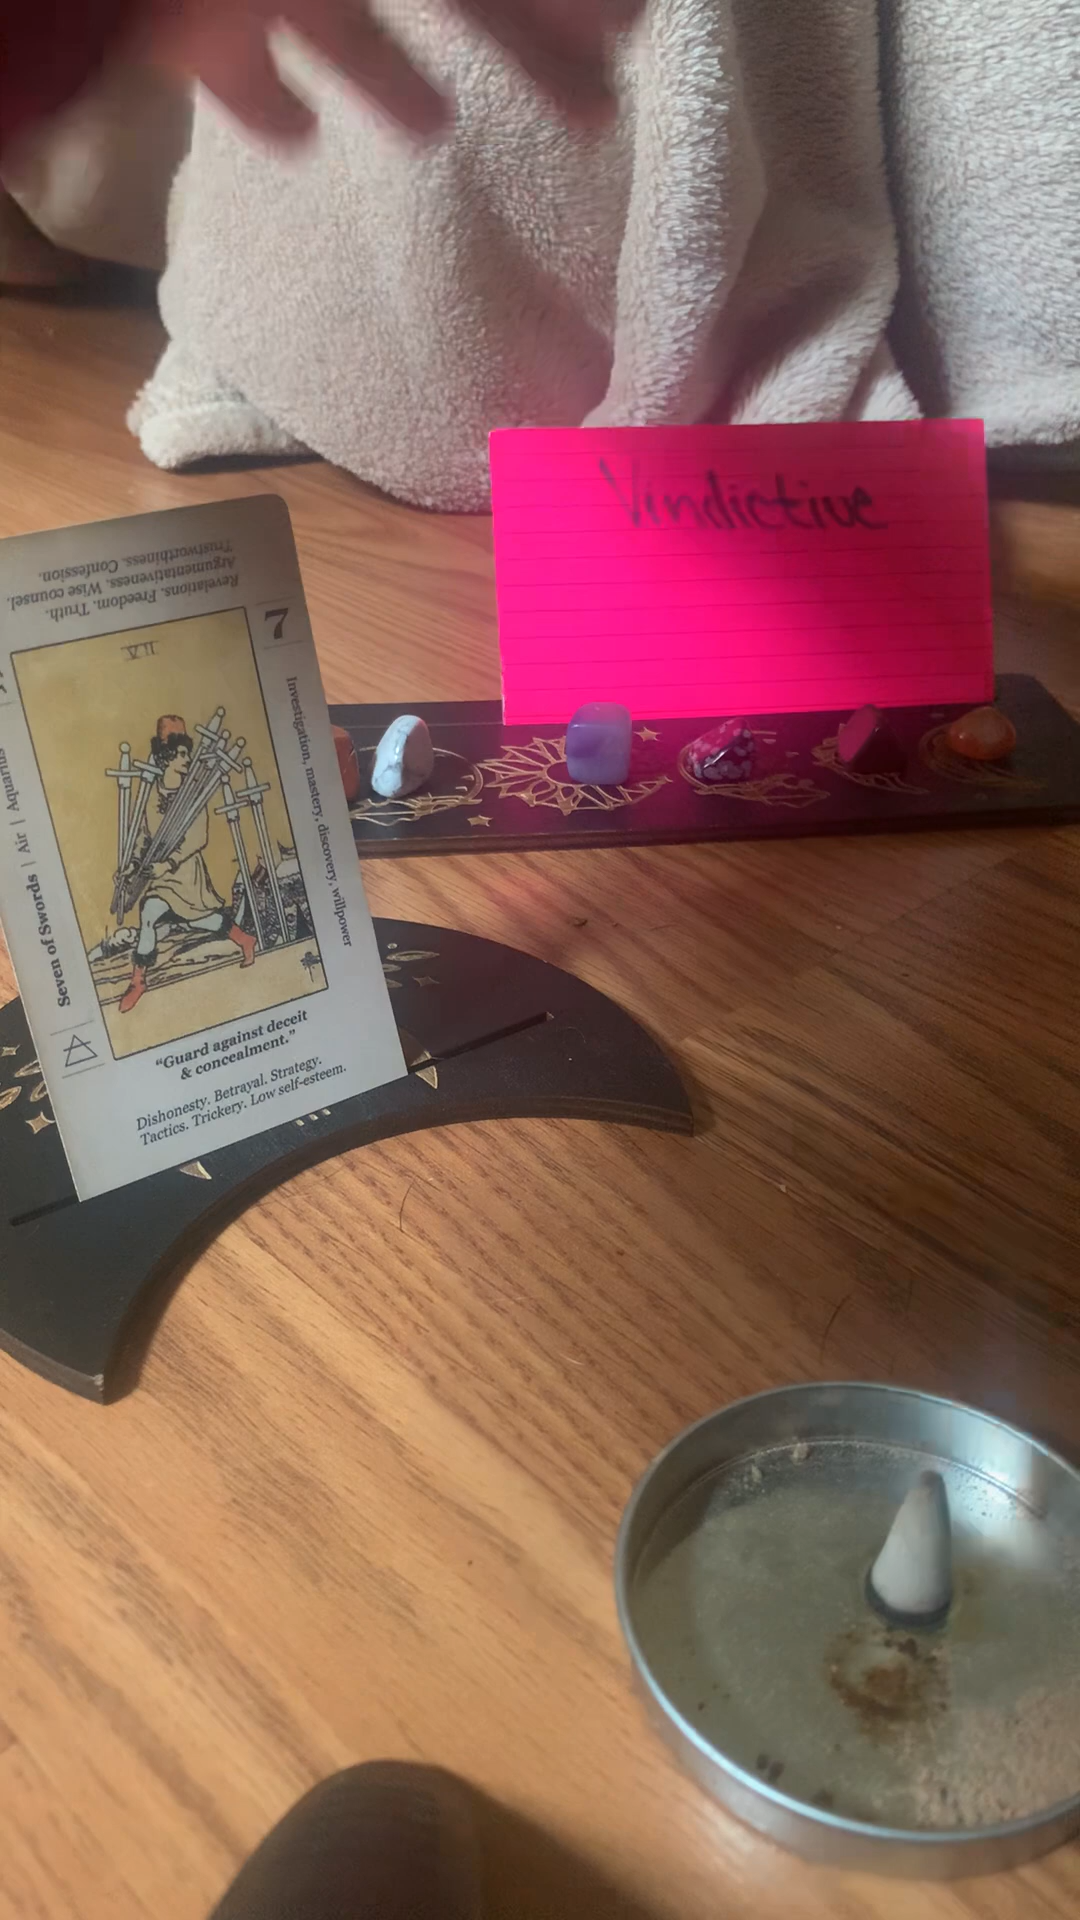 Vindictive
Revelations. Freedom. Truth.
Argumentativeness. Wise counsel.
Trustworthiness. Confession.
7
VII
Investigation, mastery, discovery, willpower
Seven of Swords | Air | Aquarius
"Guard against deceit
& concealment."
Dishonesty. Betrayal. Strategy.
Tactics. Trickery. Low self-esteem.